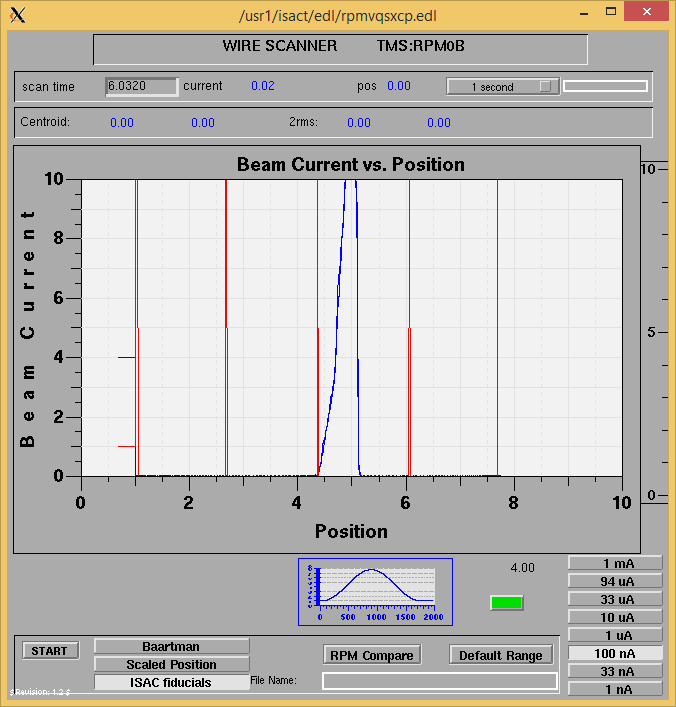 /usr1/isact/edl/rpmvqsxcp.edl
WIRE SCANNER TMS:RPM0B
scan time 6.0320 current 0.02 pos 0.00 1 second
Centroid: 0.00 0.00 2rms: 0.00 0.00
Beam Current vs. Position
10
8
6
4
2
0
Beam Current
0 2 4 6 8 10
Position
10
5
0
8
0 500 1000 1500 2000
4.00
1 mA
94 uA
33 uA
10 uA
1 uA
100 nA
33 nA
1 nA
START
Baartman
Scaled Position
ISAC fiducials
RPM Compare
Default Range
File Name:
$Revision: 1.2 $